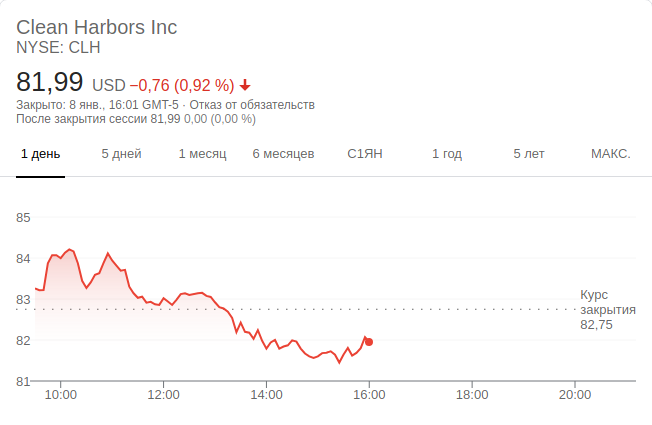 Clean Harbors Inc
NYSE: CLH
81,99 USD −0,76 (0,92 %)
Закрыто: 8 янв., 16:01 GMT-5 · Отказ от обязательств
После закрытия сессии 81,99 0,00 (0,00 %)
1 день 5 дней 1 месяц 6 месяцев С1ЯН 1 год 5 лет МАКС.
85
84
83
82
81
Курс
закрытия
82,75
10:00 12:00 14:00 16:00 18:00 20:00